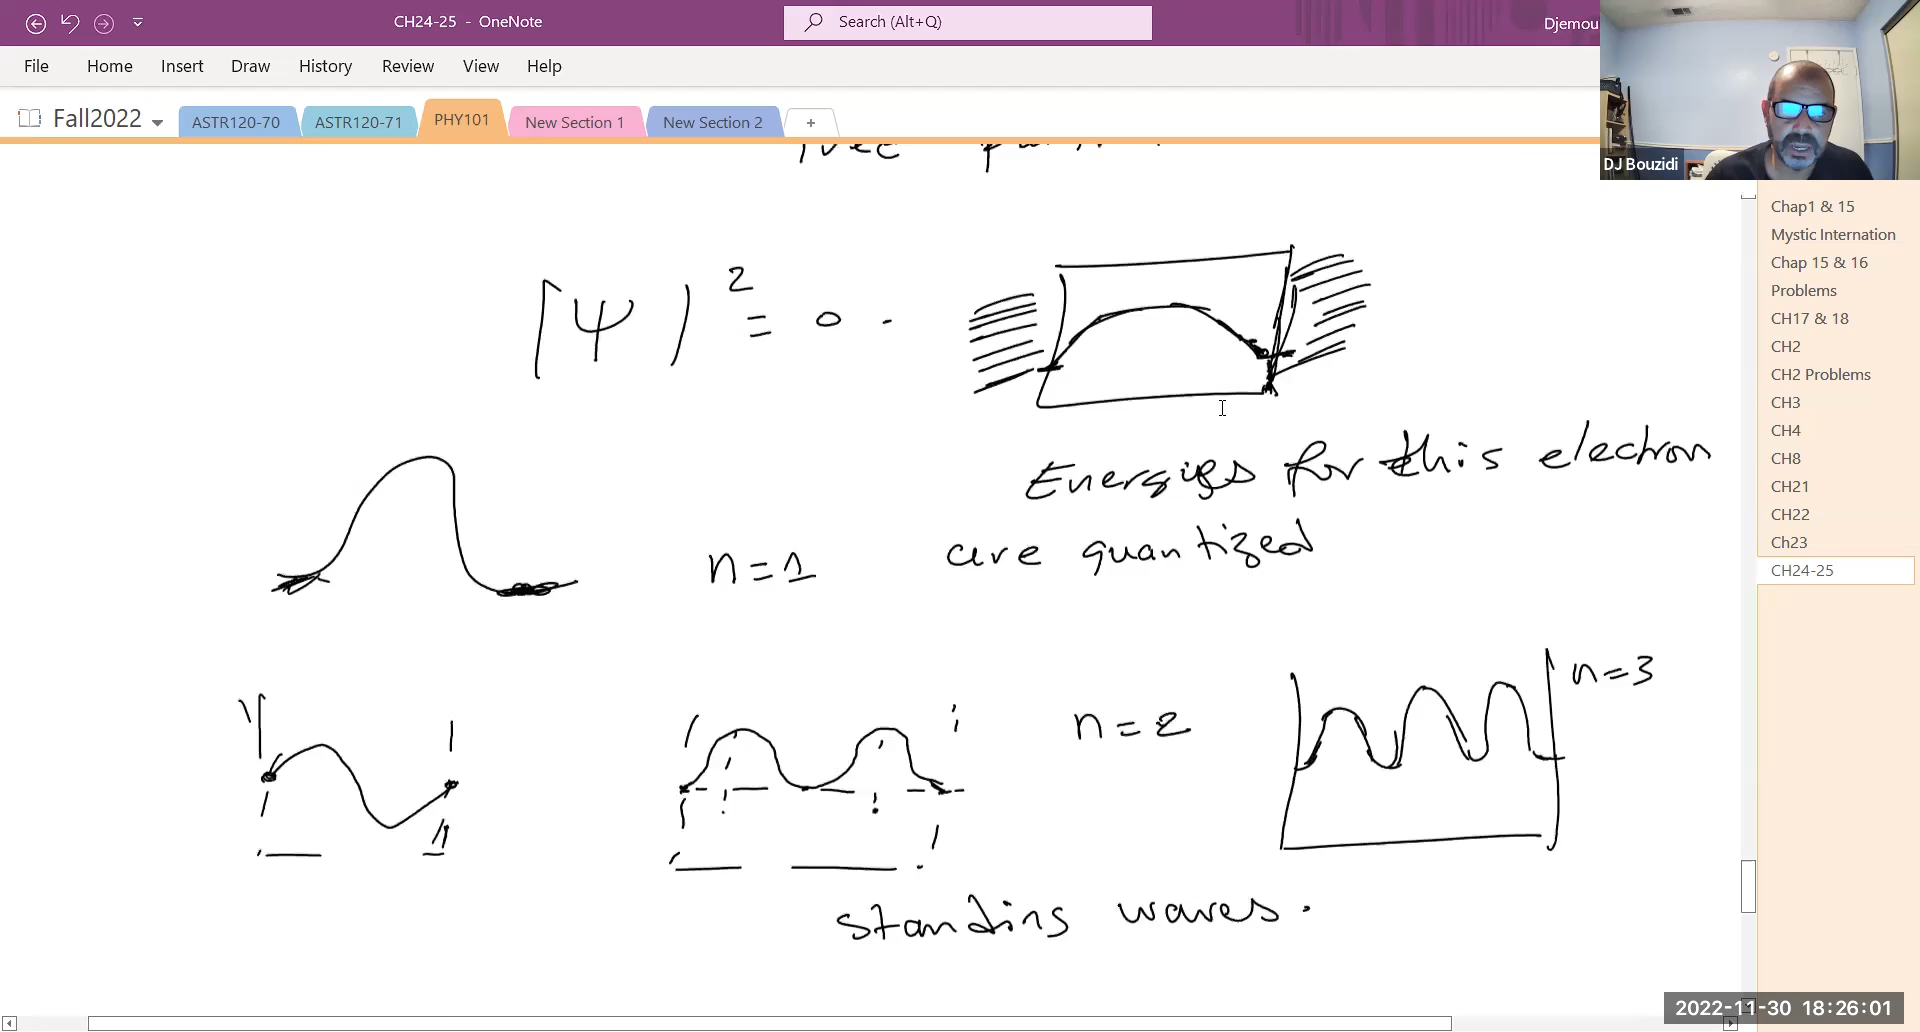 CH24-25 - OneNote
Search (Alt+Q)
Djemou
File Home Insert Draw History Review View Help
Fall2022 ASTR120-70 ASTR120-71 PHY101 New Section 1 New Section 2 +
DJ Bouzidi
Chap1 & 15
Mystic Internation
Chap 15 & 16
Problems
CH17 & 18
CH2
CH2 Problems
CH3
CH4
CH8
CH21
CH22
Ch23
CH24-25
|Ψ|² = 0.
Energies for this electron
are quantized
n=1
n=2
n=3
standing waves.
2022-11-30 18:26:01